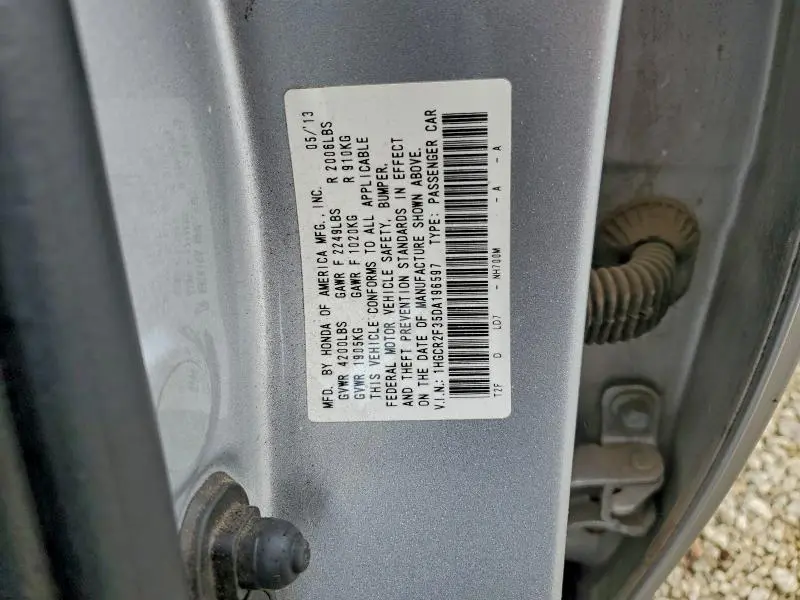 MFD. BY HONDA OF AMERICA MFG., INC. 05/13
GVWR 4200LBS GAWR F 2249LBS R 2006LBS
GVWR 1905KG GAWR F 1020KG R 910KG
THIS VEHICLE CONFORMS TO ALL APPLICABLE
FEDERAL MOTOR VEHICLE SAFETY, BUMPER,
AND THEFT PREVENTION STANDARDS IN EFFECT
ON THE DATE OF MANUFACTURE SHOWN ABOVE.
V.I.N.: 1HGCR2F35DA196597 TYPE: PASSENGER CAR
T2F D LD7 - NH700M - A - A